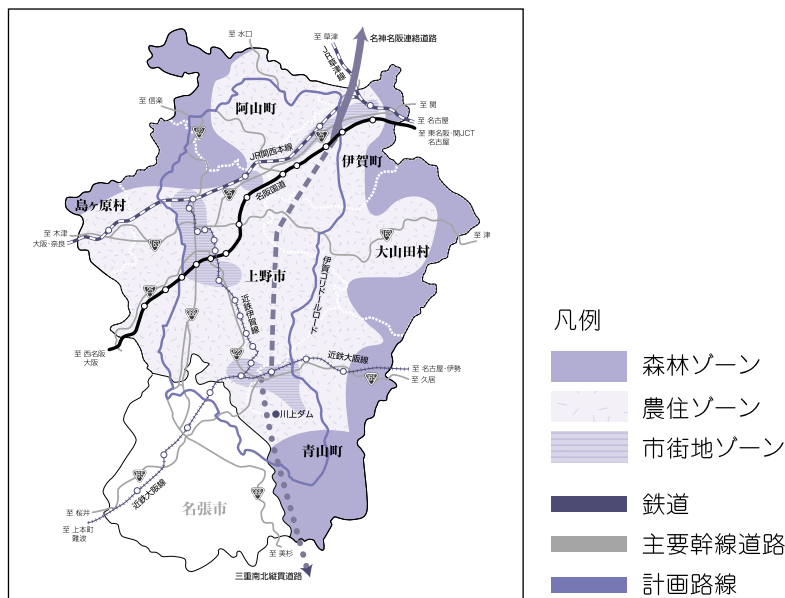 至 水口
至 草津
名神名阪連絡道路
JR草津線
至 信楽
至 関
阿山町
至 名古屋
至 東名阪・関JCT
名古屋
JR関西本線
伊賀町
名阪国道
島ヶ原村
至 木津
大阪・奈良
至 津
大山田村
上野市
伊賀コリドールロード
近鉄伊賀線
至 西名阪
大阪
近鉄大阪線
至 名古屋・伊勢
至 久居
川上ダム
青山町
近鉄大阪線
名張市
至 桜井
至 上本町
難波
至 美杉
三重南北縦貫道路
凡例
森林ゾーン
農住ゾーン
市街地ゾーン
鉄道
主要幹線道路
計画路線